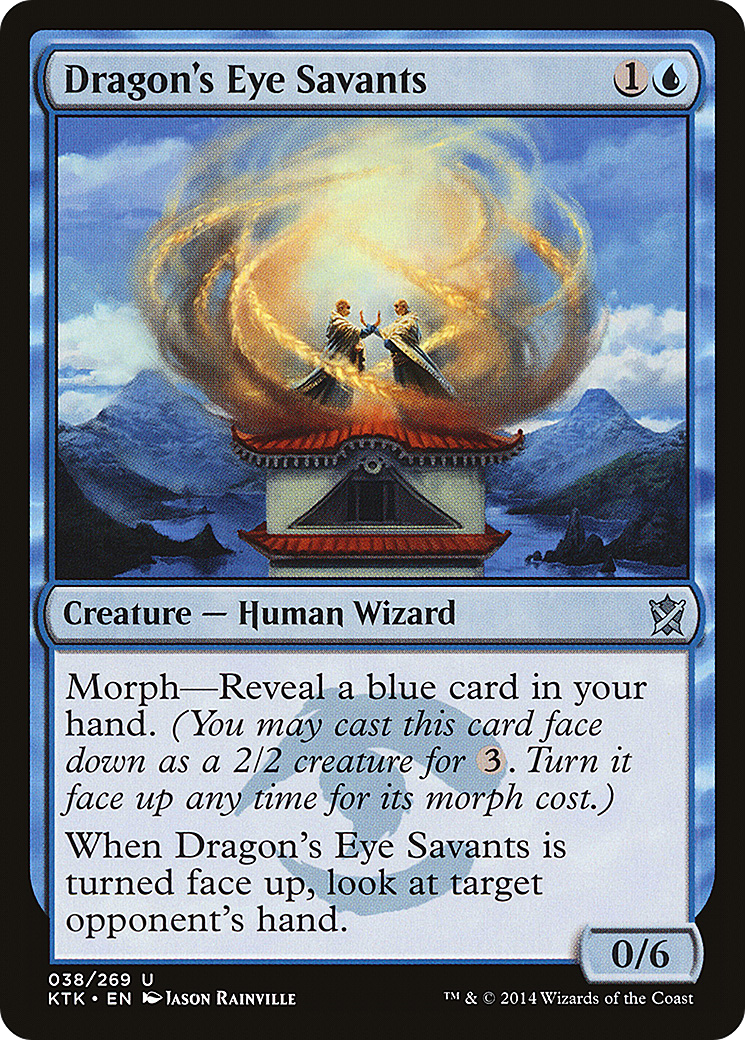 Dragon's Eye Savants 1
Creature — Human Wizard
Morph—Reveal a blue card in your
hand. (You may cast this card face
down as a 2/2 creature for 3. Turn it
face up any time for its morph cost.)
When Dragon's Eye Savants is
turned face up, look at target
opponent's hand.
0/6
038/269 U
KTK • EN Jason Rainville
™ & © 2014 Wizards of the Coast